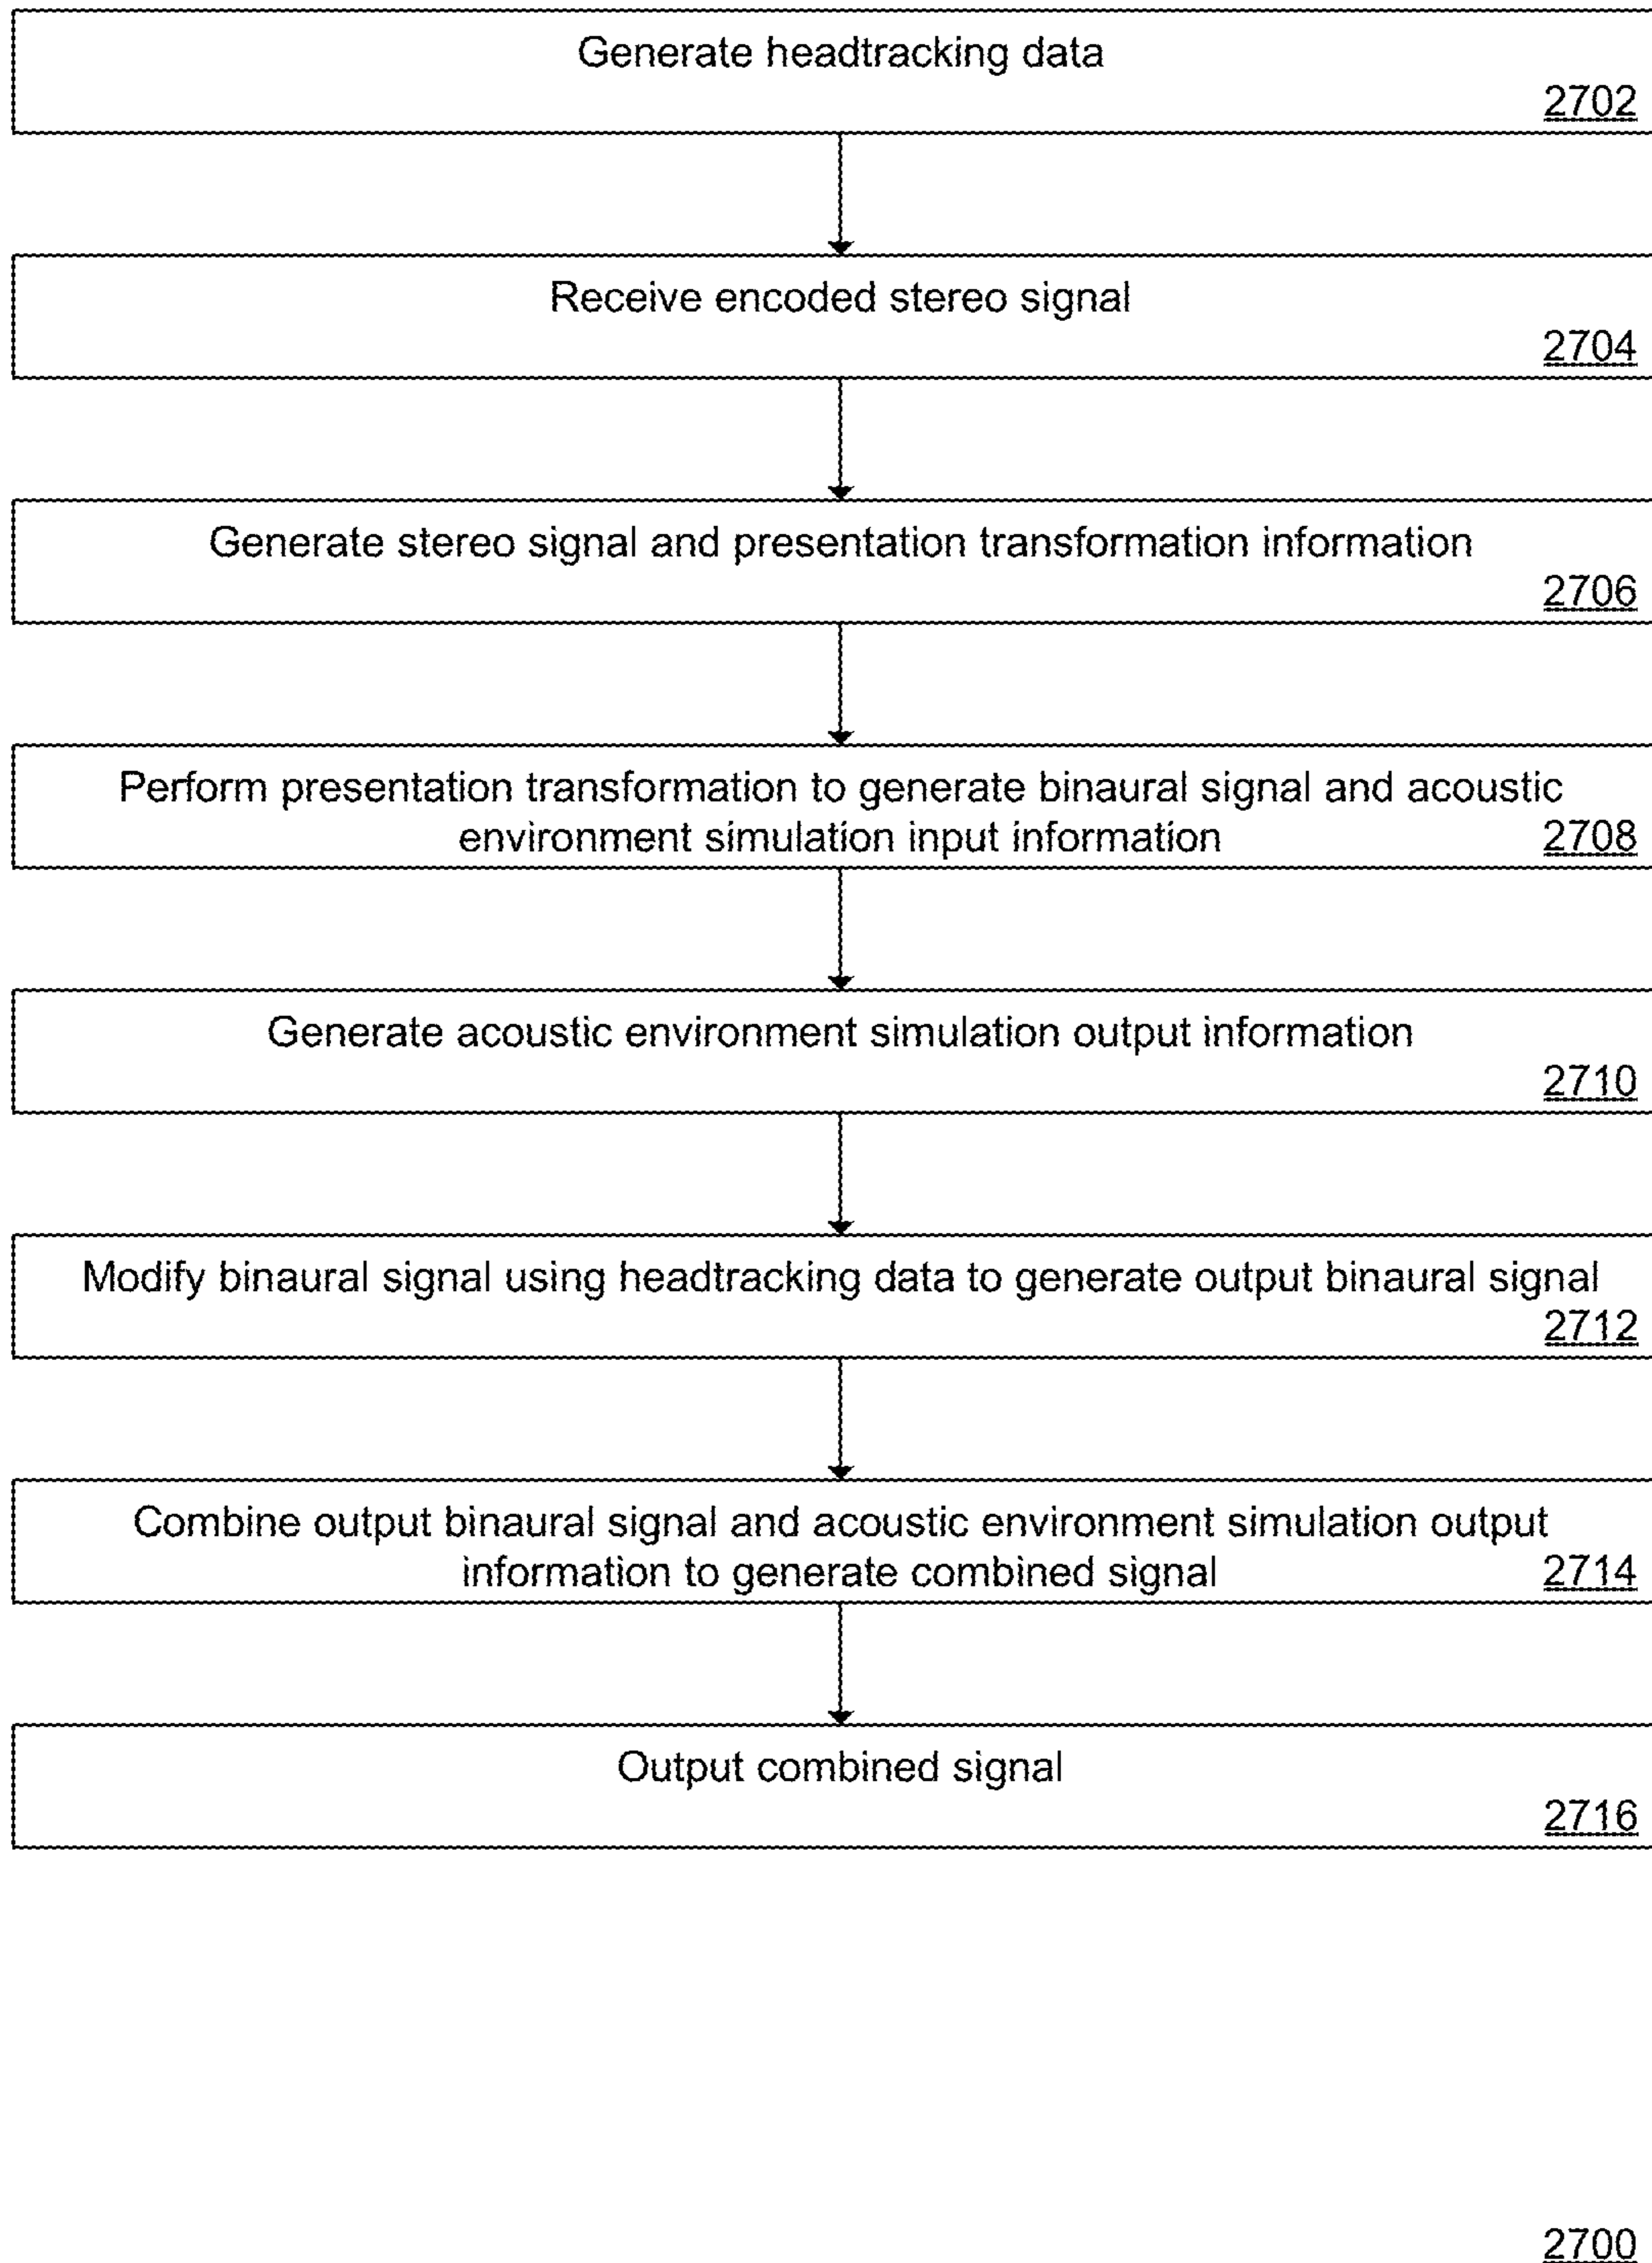 Generate headtracking data
2702
Receive encoded stereo signal
2704
Generate stereo signal and presentation transformation information
2706
Perform presentation transformation to generate binaural signal and acoustic
environment simulation input information 2708
Generate acoustic environment simulation output information
2710
Modify binaural signal using headtracking data to generate output binaural signal
2712
Combine output binaural signal and acoustic environment simulation output
information to generate combined signal 2714
Output combined signal
2716
2700